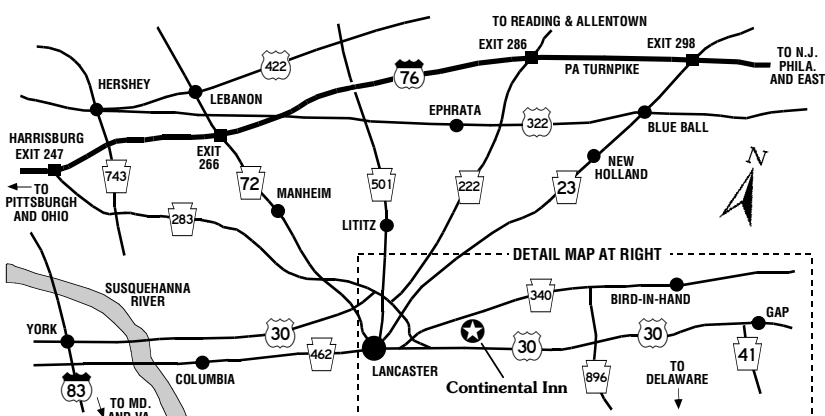 TO READING & ALLENTOWN
EXIT 286
EXIT 298
422
76
PA TURNPIKE
TO N.J.
PHILA.
AND EAST
HERSHEY
LEBANON
EPHRATA
322
BLUE BALL
HARRISBURG
EXIT 247
EXIT
266
NEW
HOLLAND
N
743
72
501
222
23
TO
PITTSBURGH
AND OHIO
MANHEIM
283
LITITZ
DETAIL MAP AT RIGHT
SUSQUEHANNA
RIVER
340
BIRD-IN-HAND
GAP
YORK
30
30
30
462
41
COLUMBIA
LANCASTER
Continental Inn
896
TO
DELAWARE
83
TO MD.
AND VA.